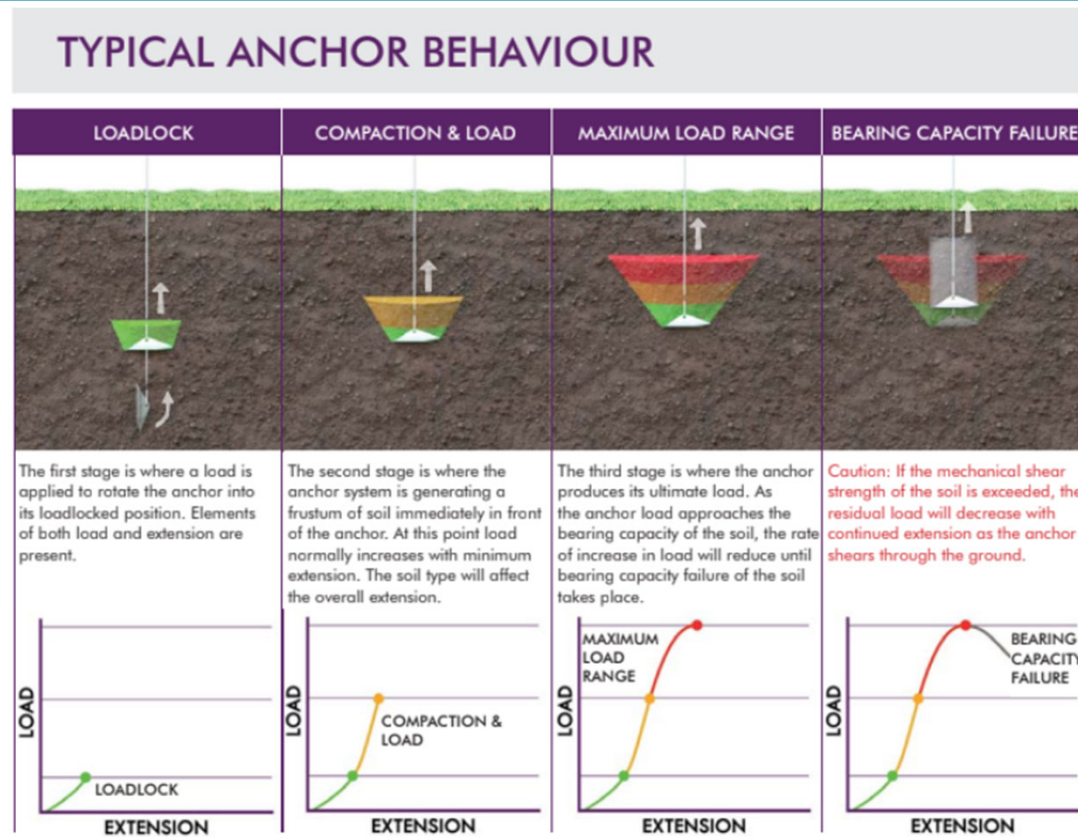 TYPICAL ANCHOR BEHAVIOUR
LOADLOCK
The first stage is where a load is
applied to rotate the anchor into
its loadlocked position. Elements
of both load and extension are
present.
LOAD
LOADLOCK
EXTENSION
COMPACTION & LOAD
The second stage is where the
anchor system is generating a
frustum of soil immediately in front
of the anchor. At this point load
normally increases with minimum
extension. The soil type will affect
the overall extension.
LOAD
COMPACTION &
LOAD
EXTENSION
MAXIMUM LOAD RANGE
The third stage is where the anchor
produces its ultimate load. As
the anchor load approaches the
bearing capacity of the soil, the rate
of increase in load will reduce until
bearing capacity failure of the soil
takes place.
MAXIMUM
LOAD
RANGE
LOAD
EXTENSION
BEARING CAPACITY FAILURE
Caution: If the mechanical shear
strength of the soil is exceeded, the
residual load will decrease with
continued extension as the anchor
shears through the ground.
LOAD
BEARING
CAPACITY
FAILURE
EXTENSION